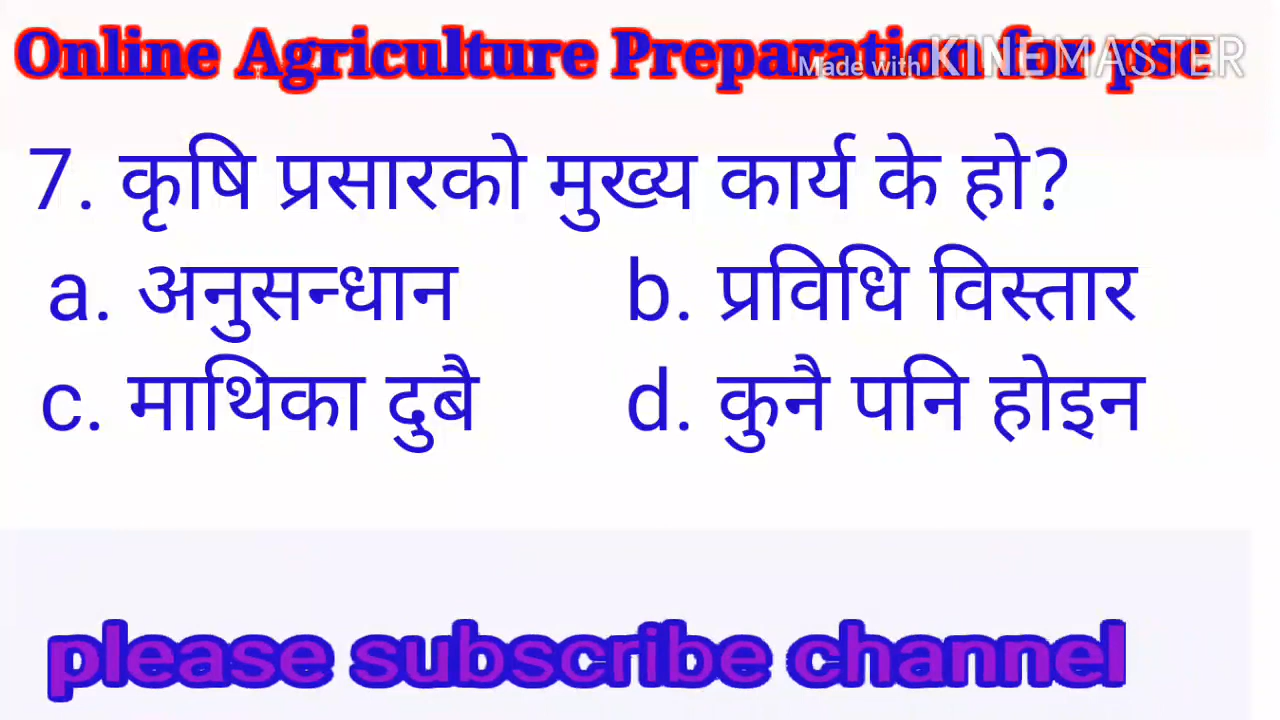 Online Agriculture Preparation for psc
Made with KINEMASTER
7. कृषि प्रसारको मुख्य कार्य के हो?
a. अनुसन्धान b. प्रविधि विस्तार
c. माथिका दुबै d. कुनै पनि होइन
please subscribe channel